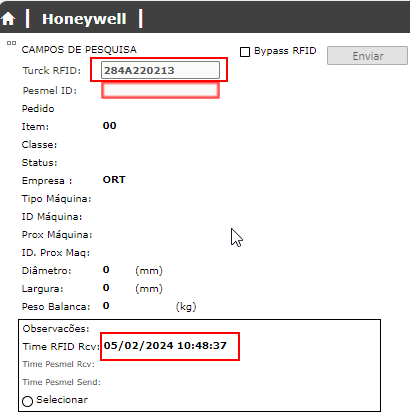 Honeywell
CAMPOS DE PESQUISA
Bypass RFID
Enviar
Turck RFID: 284A220213
Pesmel ID:
Pedido
Item: 00
Classe:
Status:
Empresa : ORT
Tipo Máquina:
ID Máquina:
Prox Máquina:
ID. Prox Maq:
Diâmetro: 0 (mm)
Largura: 0 (mm)
Peso Balanca: 0 (kg)
Observacões:
Time RFID Rcv: 05/02/2024 10:48:37
Time Pesmel Rcv:
Time Pesmel Send:
Selecionar